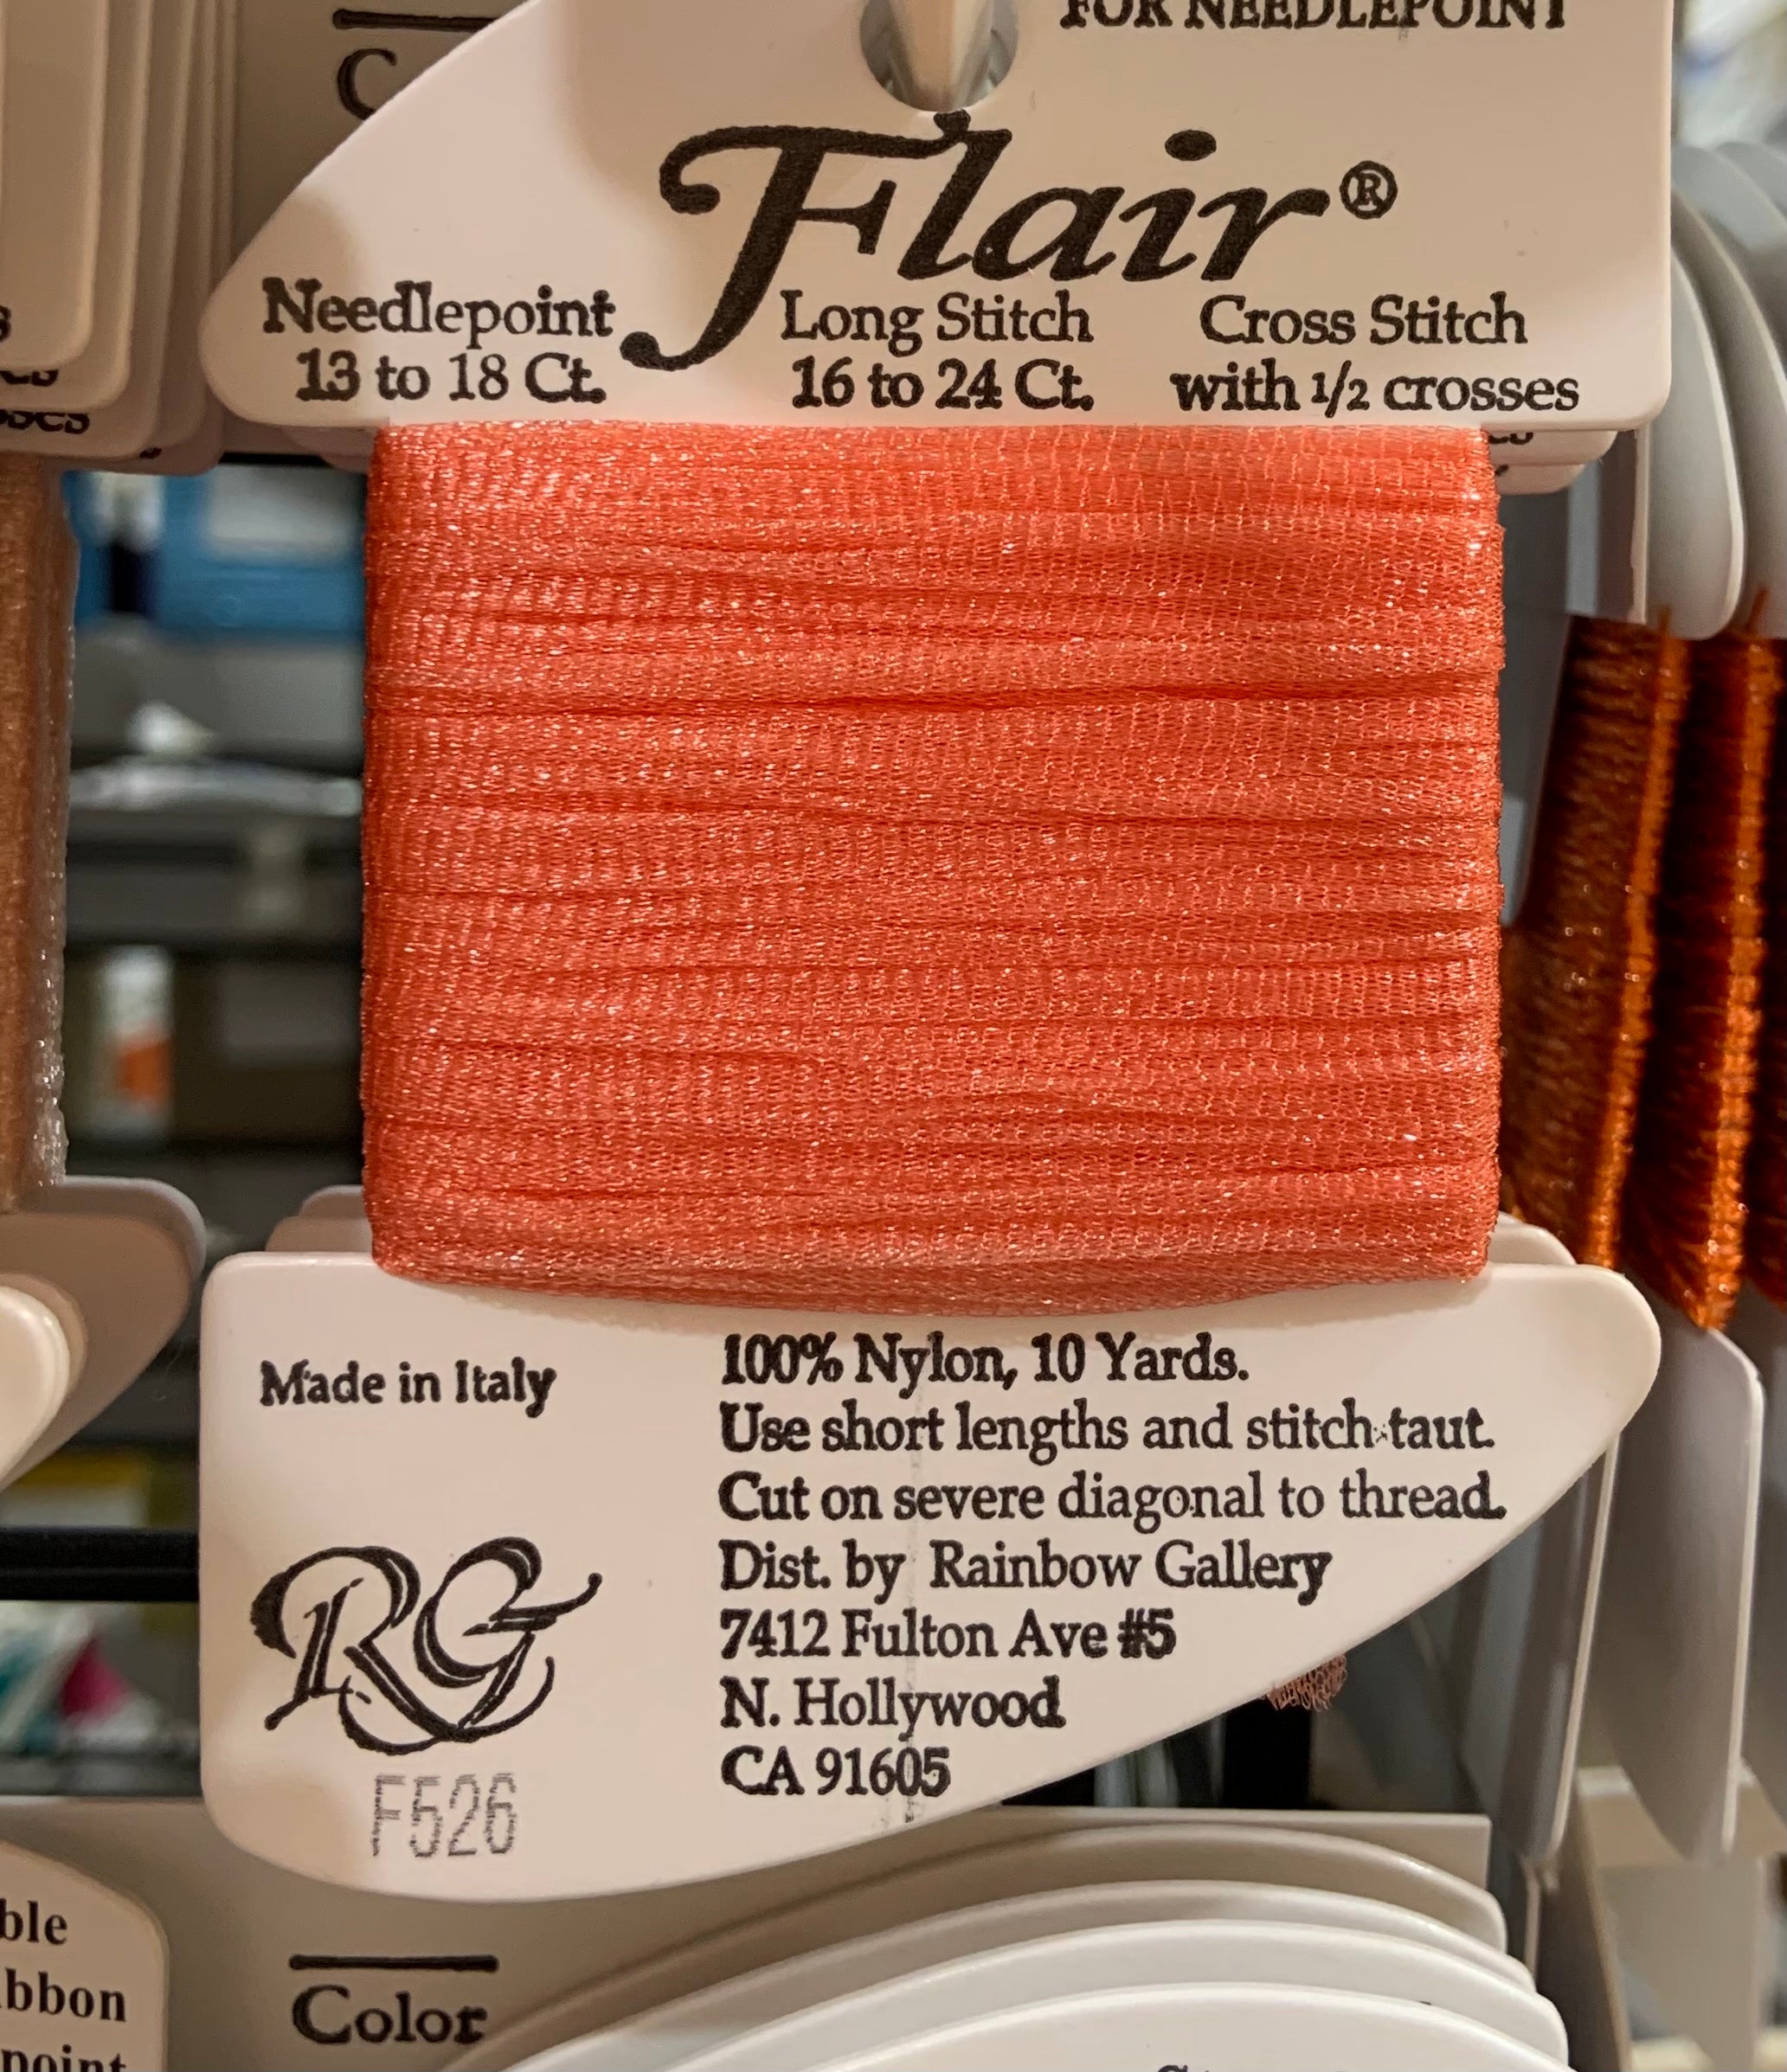 FOR NEEDLEPOINT
Flair®
Needlepoint
13 to 18 Ct.
Long Stitch
16 to 24 Ct.
Cross Stitch
with 1/2 crosses
Made in Italy
100% Nylon, 10 Yards.
Use short lengths and stitch taut.
Cut on severe diagonal to thread.
Dist. by Rainbow Gallery
7412 Fulton Ave #5
N. Hollywood
CA 91605
RG
F526
Color